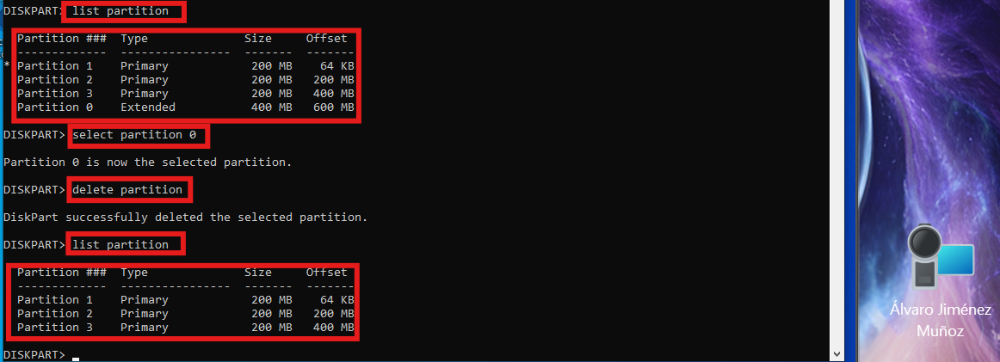 DISKPART> list partition
Partition ### Type Size Offset
------------- ---------------- ------- -------
* Partition 1 Primary 200 MB 64 KB
Partition 2 Primary 200 MB 200 MB
Partition 3 Primary 200 MB 400 MB
Partition 0 Extended 400 MB 600 MB
DISKPART> select partition 0
Partition 0 is now the selected partition.
DISKPART> delete partition
DiskPart successfully deleted the selected partition.
DISKPART> list partition
Partition ### Type Size Offset
------------- ---------------- ------- -------
Partition 1 Primary 200 MB 64 KB
Partition 2 Primary 200 MB 200 MB
Partition 3 Primary 200 MB 400 MB
DISKPART>
Álvaro Jiménez
Muñoz